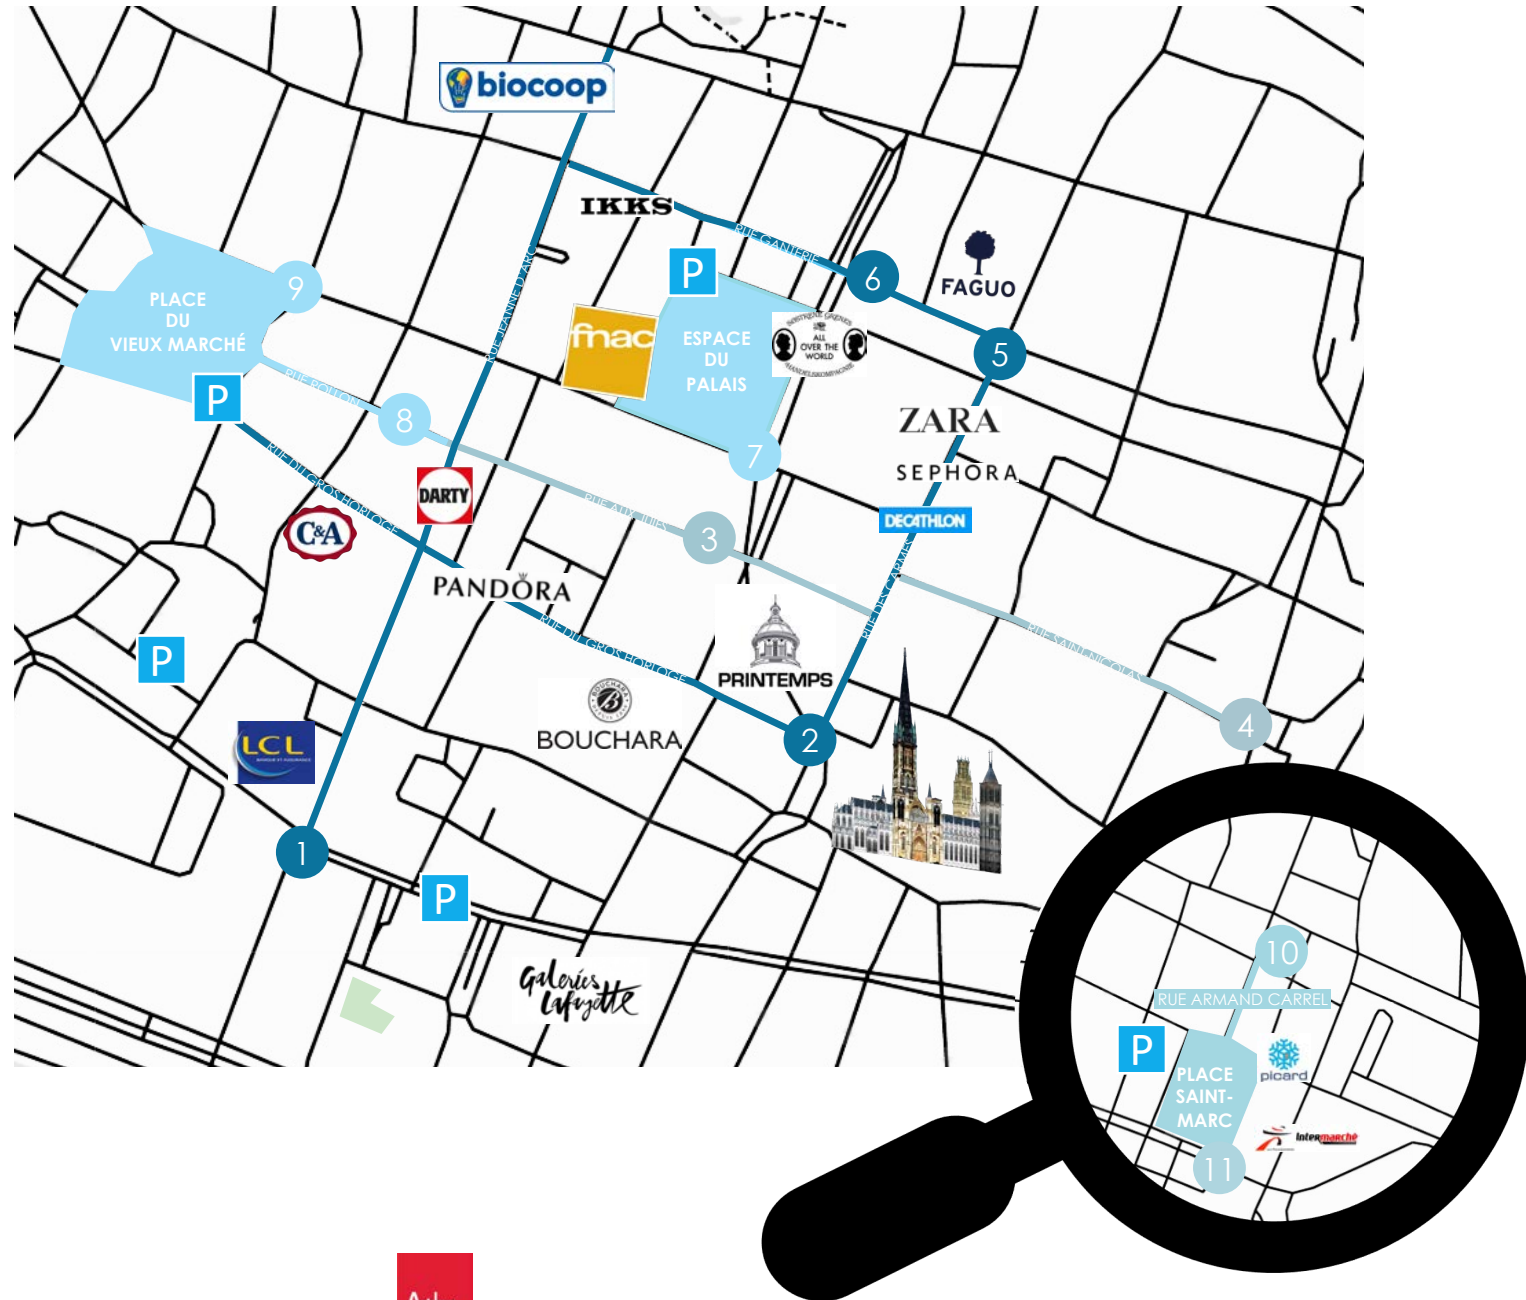 biocoop
IKKS
RUE GANTERIE
P
6
FAGUO
9
PLACE
DU
VIEUX MARCHÉ
RUE JEANNE D'ARC
fnac
ESPACE
DU
PALAIS
ALL
OVER THE
WORLD
5
P
RUE ROLLON
8
ZARA
7
SEPHORA
RUE DU GROS HORLOGE
DARTY
C&A
RUE AUX JUIFS
3
DECATHLON
PANDORA
RUE DES CARMES
RUE DU GROS HORLOGE
RUE SAINT-NICOLAS
P
PRINTEMPS
BOUCHARA
BOUCHARA
LCL
2
4
1
P
Galeries
Lafayette
10
RUE ARMAND CARREL
P
picard
PLACE
SAINT-
MARC
Intermarché
11